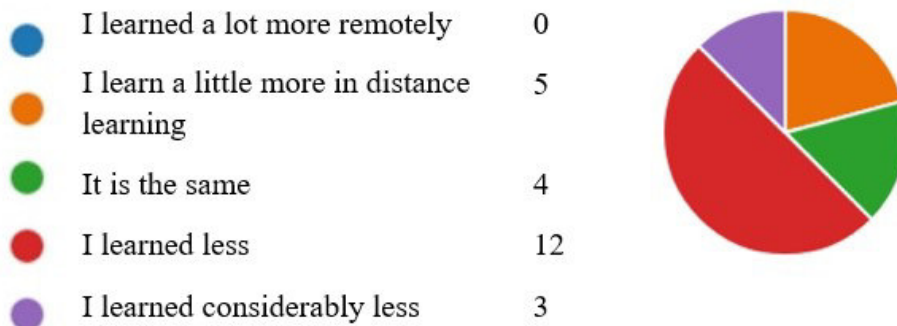 I learned a lot more remotely 0
I learn a little more in distance 5
learning
It is the same 4
I learned less 12
I learned considerably less 3